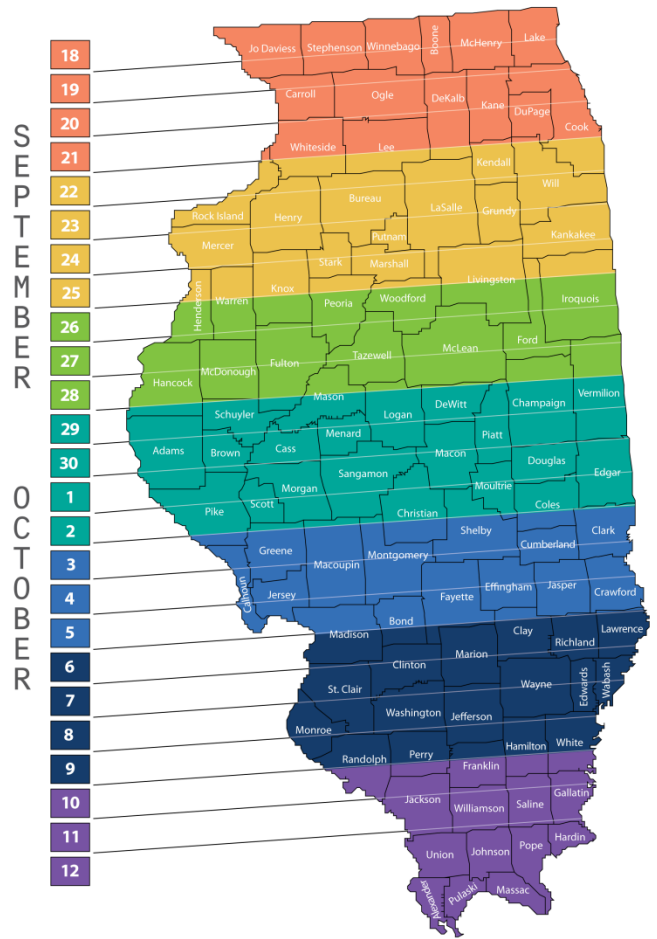 SEPTEMBER
OCTOBER
18
19
20
21
22
23
24
25
26
27
28
29
30
1
2
3
4
5
6
7
8
9
10
11
12
Jo Daviess Stephenson Winnebago Boone McHenry Lake
Carroll Ogle DeKalb Kane DuPage Cook
Whiteside Lee
Kendall Will
Rock Island Henry Bureau LaSalle Grundy
Mercer Putnam Kankakee
Stark Marshall
Henderson Warren Knox Peoria Woodford Livingston Iroquois
Hancock McDonough Fulton Tazewell McLean Ford
Mason
Schuyler Logan DeWitt Champaign Vermilion
Adams Brown Cass Menard Macon Piatt
Sangamon Douglas Edgar
Pike Scott Morgan Christian Moultrie Coles
Greene Macoupin Montgomery Shelby Cumberland Clark
Calhoun Jersey Fayette Effingham Jasper Crawford
Madison Bond Clay Richland Lawrence
Clinton Marion
St. Clair Wayne Edwards Wabash
Monroe Washington Jefferson
Randolph Perry Hamilton White
Franklin
Jackson Williamson Saline Gallatin
Union Johnson Pope Hardin
Alexander Pulaski Massac